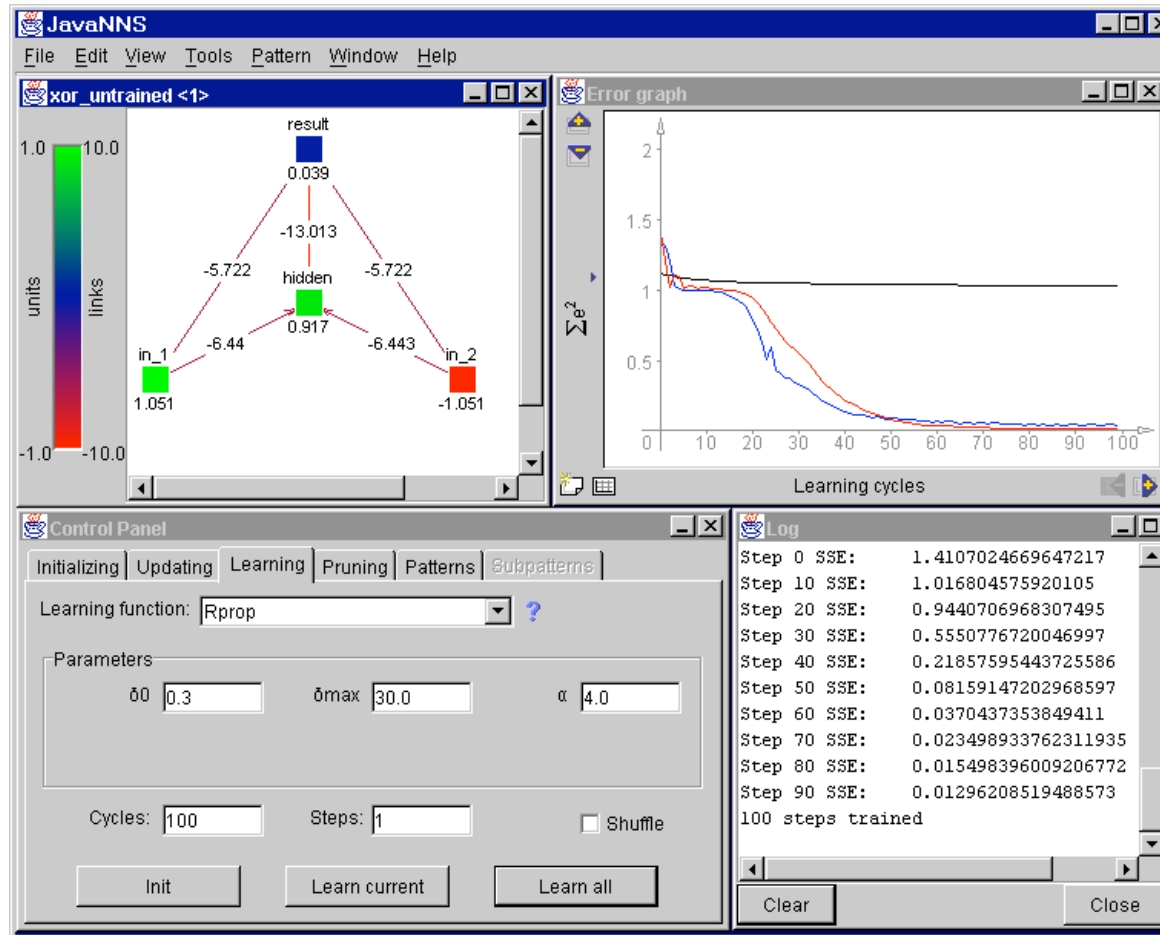 JavaNNS
File Edit View Tools Pattern Window Help
xor_untrained <1>
1.0 10.0
units
links
-1.0 -10.0
result
0.039
-13.013
-5.722 -5.722
hidden
0.917
-6.44 -6.443
in_1 in_2
1.051 -1.051
Error graph
2
1.5
1
0.5
0 10 20 30 40 50 60 70 80 90 100
∑e²
Learning cycles
Control Panel
Initializing Updating Learning Pruning Patterns Subpatterns
Learning function: Rprop ?
Parameters
δ0 0.3 δmax 30.0 α 4.0
Cycles: 100 Steps: 1 Shuffle
Init Learn current Learn all
Log
Step 0 SSE: 1.4107024669647217
Step 10 SSE: 1.016804575920105
Step 20 SSE: 0.9440706968307495
Step 30 SSE: 0.5550776720046997
Step 40 SSE: 0.21857595443725586
Step 50 SSE: 0.08159147202968597
Step 60 SSE: 0.0370437353849411
Step 70 SSE: 0.023498933762311935
Step 80 SSE: 0.015498396009206772
Step 90 SSE: 0.01296208519488573
100 steps trained
Clear Close